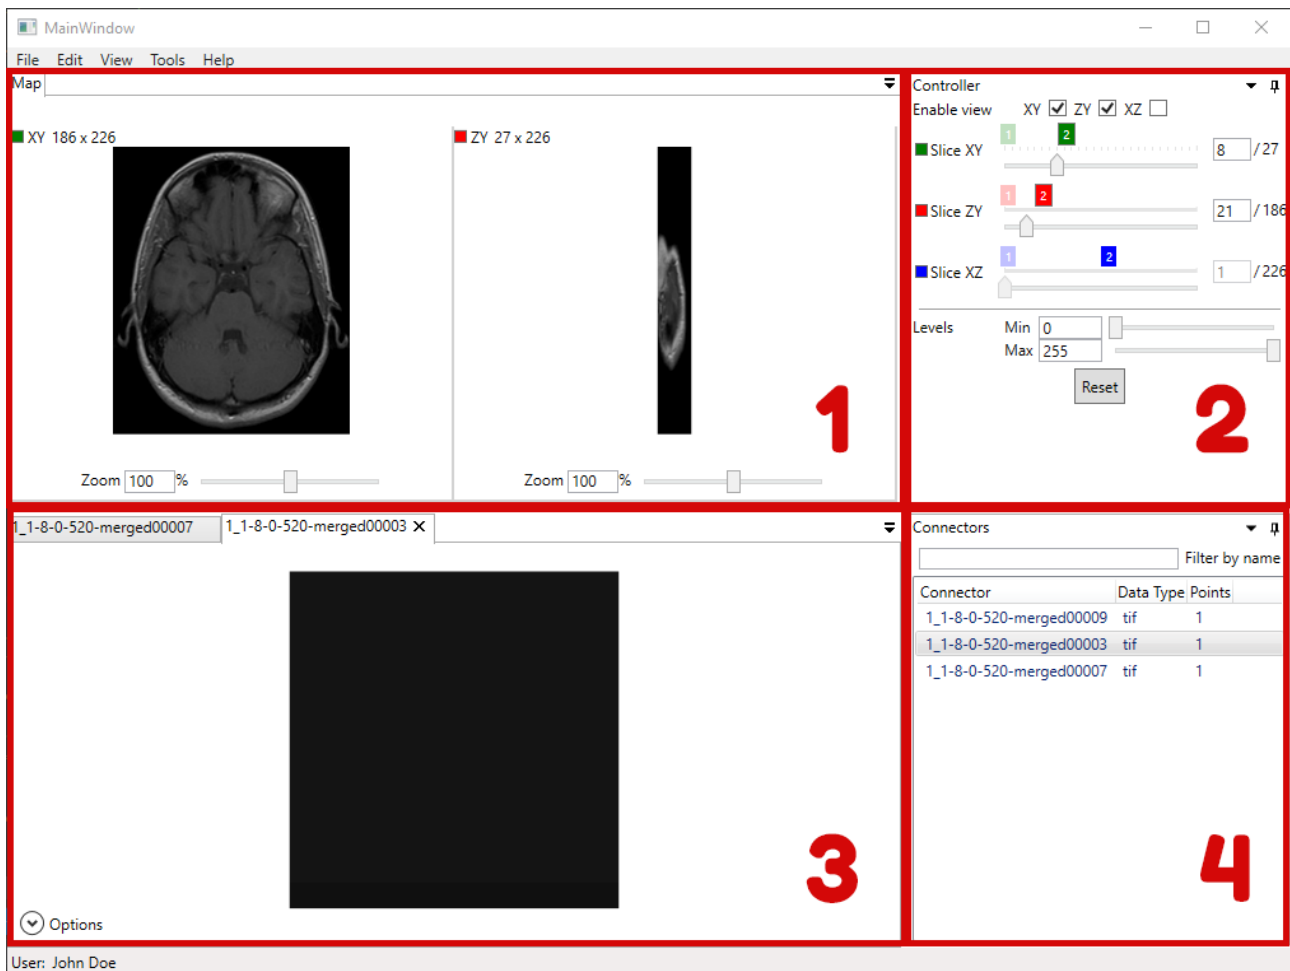 MainWindow
File Edit View Tools Help
Map
XY 186 x 226
ZY 27 x 226
Zoom 100 %
Zoom 100 %
1
Controller
Enable view XY ZY XZ
1 2
Slice XY 8 /27
1 2
Slice ZY 21 /186
1 2
Slice XZ 1 /226
Levels Min 0
Max 255
Reset
2
1_1-8-0-520-merged00007 1_1-8-0-520-merged00003
Options
3
Connectors
Filter by name
Connector Data Type Points
1_1-8-0-520-merged00009 tif 1
1_1-8-0-520-merged00003 tif 1
1_1-8-0-520-merged00007 tif 1
4
User: John Doe